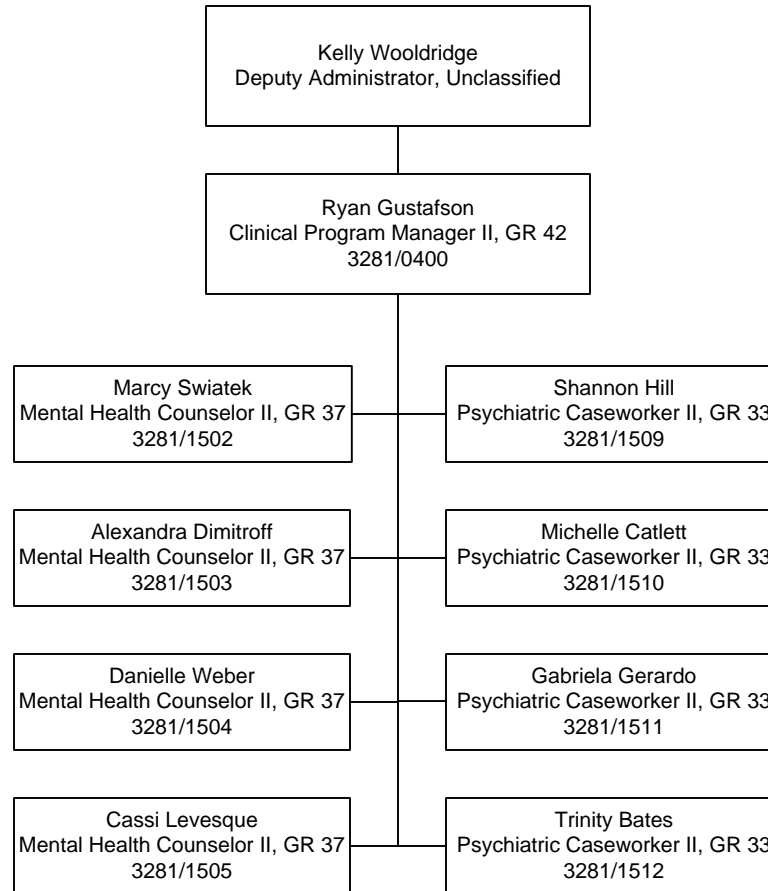 Kelly Wooldridge
Deputy Administrator, Unclassified
Ryan Gustafson
Clinical Program Manager II, GR 42
3281/0400
Marcy Swiatek
Mental Health Counselor II, GR 37
3281/1502
Shannon Hill
Psychiatric Caseworker II, GR 33
3281/1509
Alexandra Dimitroff
Mental Health Counselor II, GR 37
3281/1503
Michelle Catlett
Psychiatric Caseworker II, GR 33
3281/1510
Danielle Weber
Mental Health Counselor II, GR 37
3281/1504
Gabriela Gerardo
Psychiatric Caseworker II, GR 33
3281/1511
Cassi Levesque
Mental Health Counselor II, GR 37
3281/1505
Trinity Bates
Psychiatric Caseworker II, GR 33
3281/1512